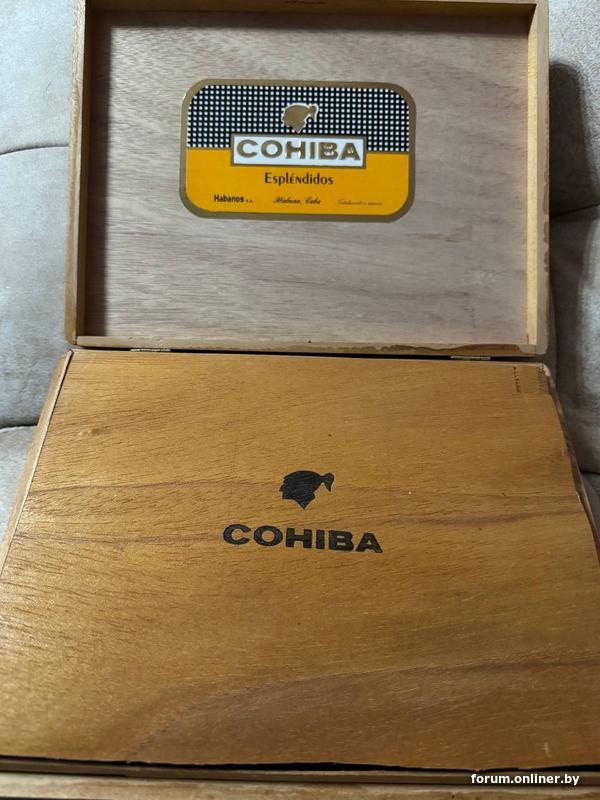 COHIBA
Espléndidos
Habanos s.a.
Habana, Cuba
COHIBA
forum.onliner.by